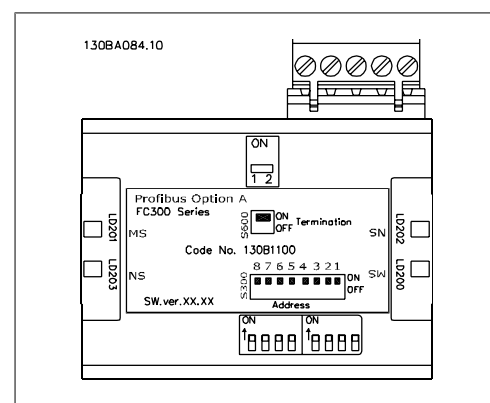 130BA084.10
ON
1 2
Profibus Option A
FC300 Series
S600
ON
OFF
Termination
LD201
MS
SN
LD202
Code No. 130B1100
8 7 6 5 4 3 2 1
S300
ON
OFF
LD203
NS
SW
LD200
SW.ver.XX.XX
Address
ON
ON